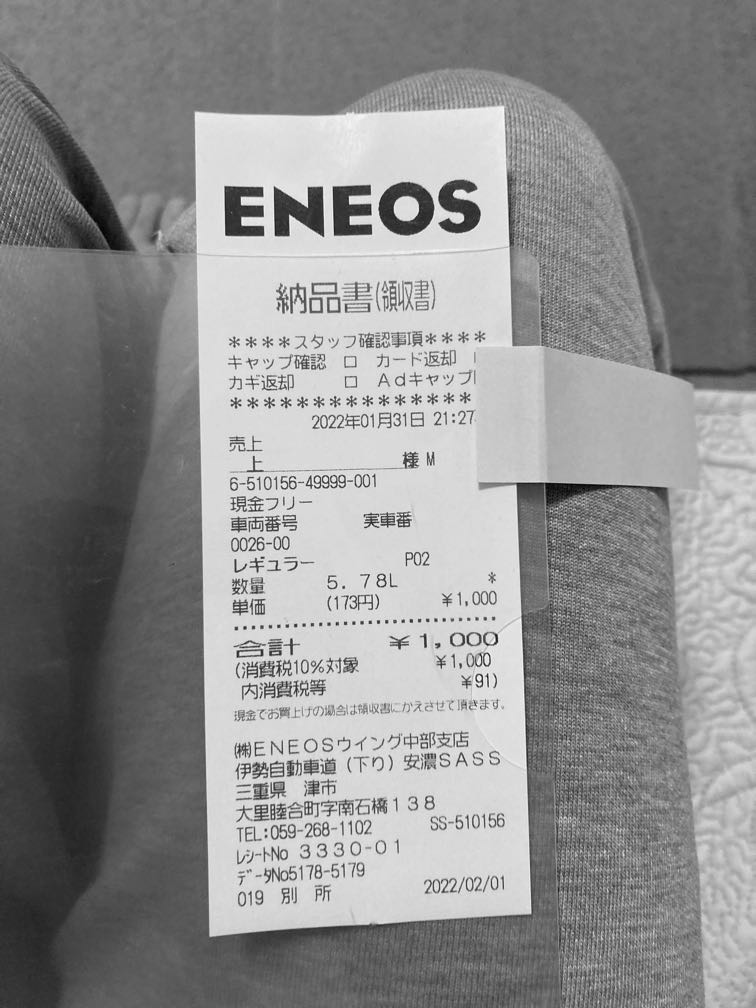 ENEOS
納品書(領収書)
****スタッフ確認事項****
キャップ確認 □ カード返却
カギ返却 □ Adキャップ
***************
2022年01月31日 21:27
売上
上 様 M
6-510156-49999-001
現金フリー
車両番号 実車番
0026-00
レギュラー P02
数量 5.78L *
単価 (173円) ¥1,000
合計 ¥1,000
(消費税10%対象 ¥1,000
内消費税等 ¥91)
現金でお買上げの場合は領収書にかえさせて頂きます。
㈱ENEOSウイング中部支店
伊勢自動車道（下り）安濃SASS
三重県 津市
大里睦合町字南石橋138
TEL:059-268-1102 SS-510156
レシートNo 3330-01
データNo5178-5179
019 別 所 2022/02/01